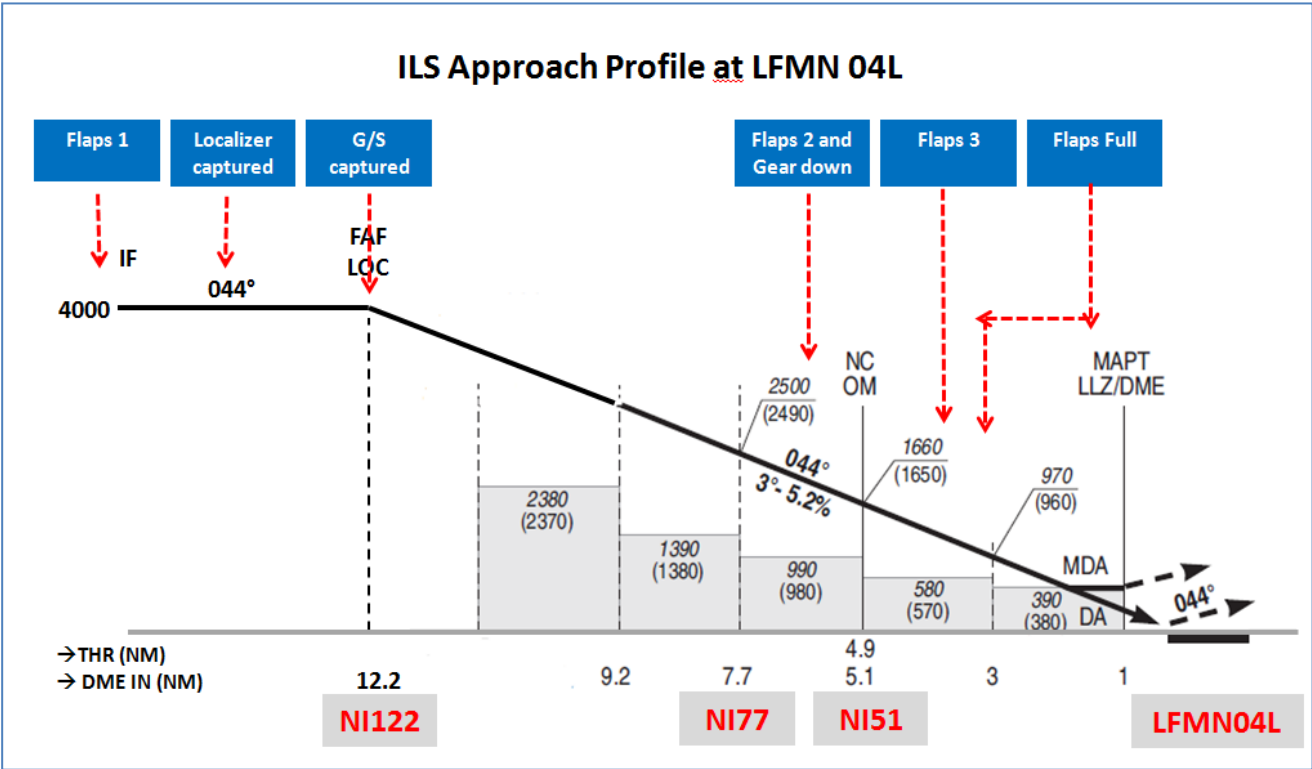 ILS Approach Profile at LFMN 04L
Flaps 1
Localizer
captured
G/S
captured
Flaps 2 and
Gear down
Flaps 3
Flaps Full
IF
FAF
LOC
044°
4000
NC
OM
MAPT
LLZ/DME
2500
(2490)
044°
3°- 5.2%
1660
(1650)
970
(960)
2380
(2370)
1390
(1380)
990
(980)
580
(570)
390
(380)
MDA
DA
044°
→THR (NM)
4.9
→ DME IN (NM)
12.2
9.2
7.7
5.1
3
1
NI122
NI77
NI51
LFMN04L